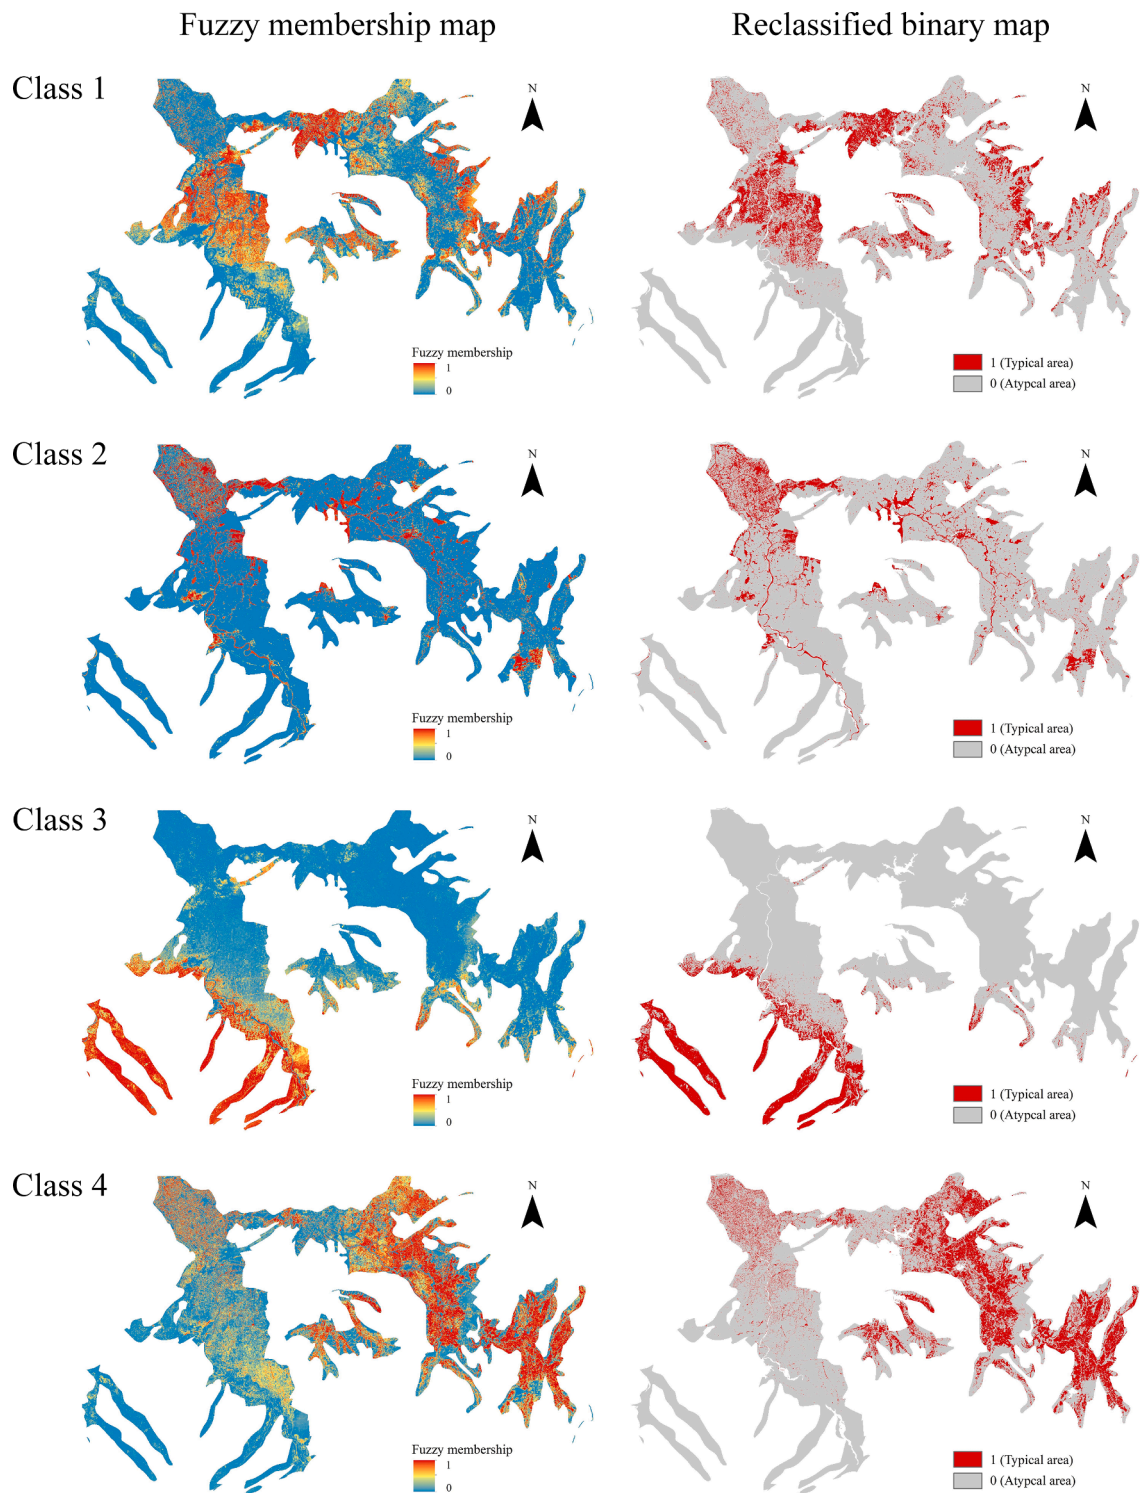 Fuzzy membership map
Reclassified binary map
Class 1
N
N
Fuzzy membership
1
0
1 (Typical area)
0 (Atypcal area)
Class 2
N
N
Fuzzy membership
1
0
1 (Typical area)
0 (Atypcal area)
Class 3
N
N
Fuzzy membership
1
0
1 (Typical area)
0 (Atypcal area)
Class 4
N
N
Fuzzy membership
1
0
1 (Typical area)
0 (Atypcal area)